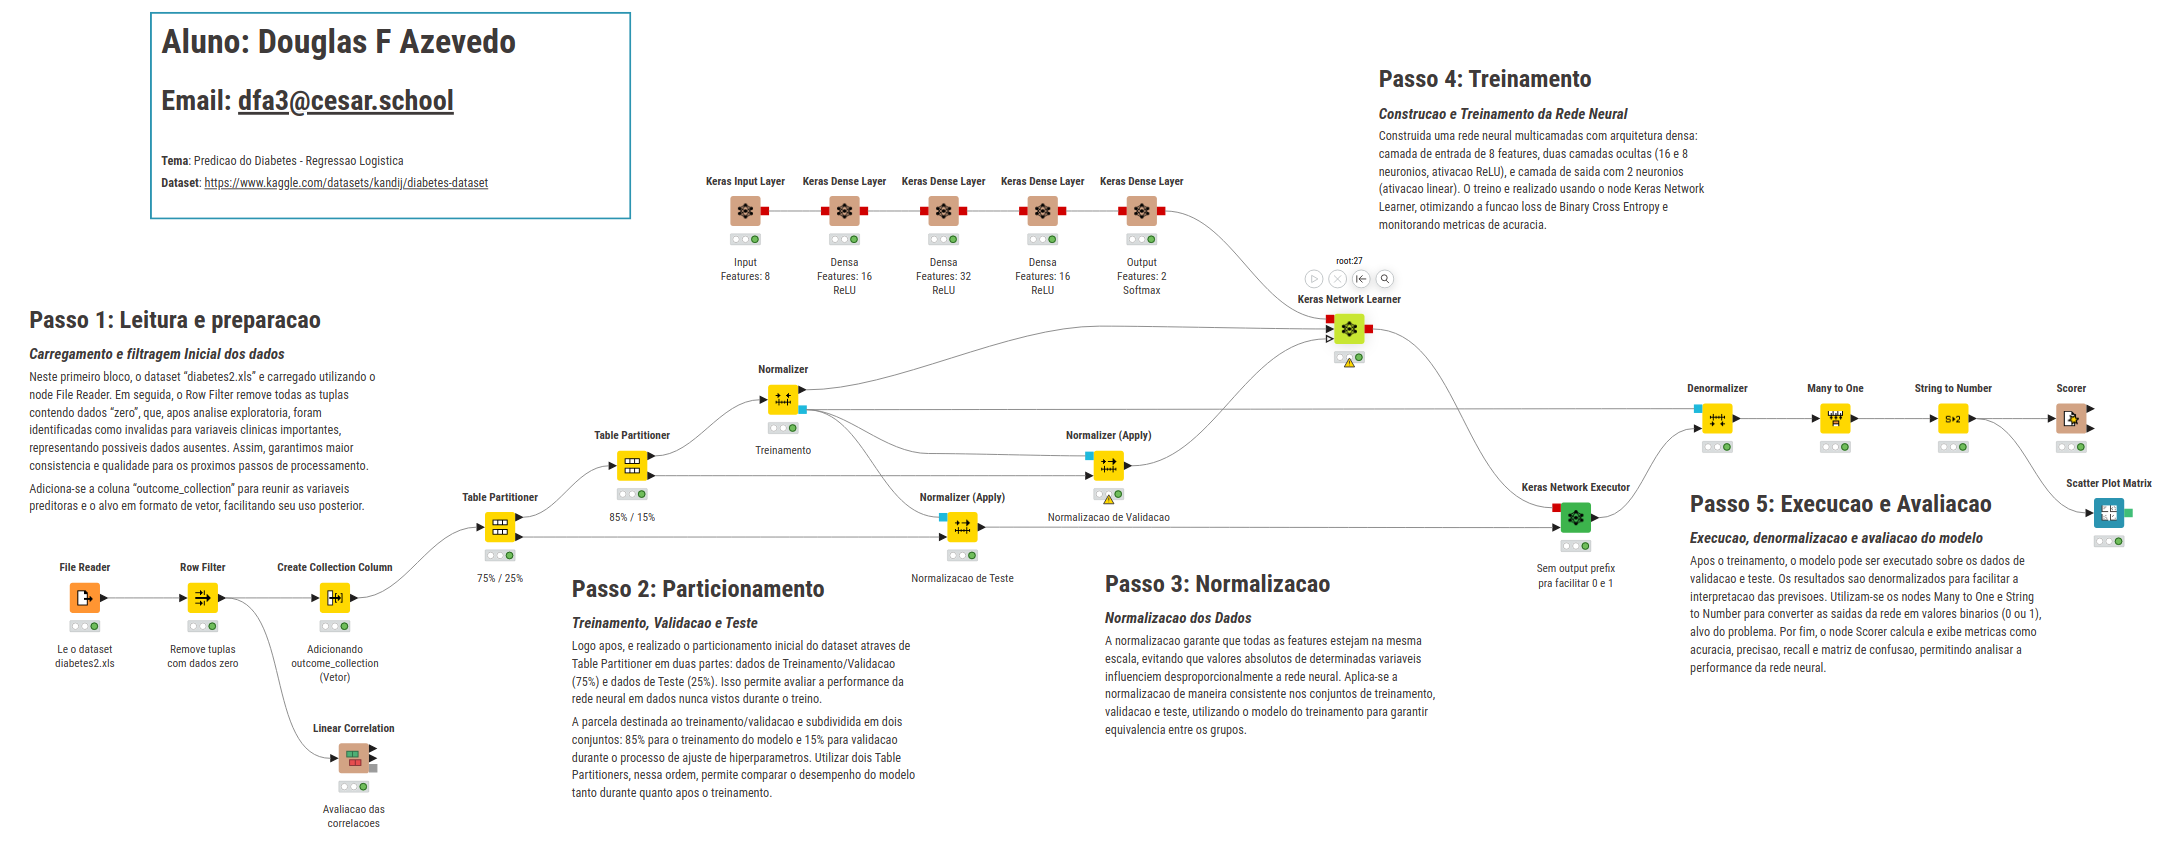 Aluno: Douglas F Azevedo
Email: dfa3@cesar.school
Tema: Predicao do Diabetes - Regressao Logistica
Dataset: https://www.kaggle.com/datasets/kandij/diabetes-dataset
Passo 4: Treinamento
Construcao e Treinamento da Rede Neural
Construida uma rede neural multicamadas com arquitetura densa:
camada de entrada de 8 features, duas camadas ocultas (16 e 8
neuronios, ativacao ReLU), e camada de saida com 2 neuronios
(ativacao linear). O treino e realizado usando o node Keras Network
Learner, otimizando a funcao loss de Binary Cross Entropy e
monitorando metricas de acuracia.
Keras Input Layer
Input
Features: 8
Keras Dense Layer
Densa
Features: 16
ReLU
Keras Dense Layer
Densa
Features: 32
ReLU
Keras Dense Layer
Densa
Features: 16
ReLU
Keras Dense Layer
Output
Features: 2
Softmax
root:27
Keras Network Learner
Passo 1: Leitura e preparacao
Carregamento e filtragem Inicial dos dados
Neste primeiro bloco, o dataset “diabetes2.xls” e carregado utilizando o
node File Reader. Em seguida, o Row Filter remove todas as tuplas
contendo dados “zero”, que, apos analise exploratoria, foram
identificadas como invalidas para variaveis clinicas importantes,
representando possiveis dados ausentes. Assim, garantimos maior
consistencia e qualidade para os proximos passos de processamento.
Adiciona-se a coluna “outcome_collection” para reunir as variaveis
preditoras e o alvo em formato de vetor, facilitando seu uso posterior.
File Reader
Le o dataset
diabetes2.xls
Row Filter
Remove tuplas
com dados zero
Create Collection Column
Adicionando
outcome_collection
(Vetor)
Linear Correlation
Avaliacao das
correlacoes
Table Partitioner
75% / 25%
Table Partitioner
85% / 15%
Normalizer
Treinamento
Normalizer (Apply)
Normalizacao de Validacao
Normalizer (Apply)
Normalizacao de Teste
Passo 2: Particionamento
Treinamento, Validacao e Teste
Logo apos, e realizado o particionamento inicial do dataset atraves de
Table Partitioner em duas partes: dados de Treinamento/Validacao
(75%) e dados de Teste (25%). Isso permite avaliar a performance da
rede neural em dados nunca vistos durante o treino.
A parcela destinada ao treinamento/validacao e subdividida em dois
conjuntos: 85% para o treinamento do modelo e 15% para validacao
durante o processo de ajuste de hiperparametros. Utilizar dois Table
Partitioners, nessa ordem, permite comparar o desempenho do modelo
tanto durante quanto apos o treinamento.
Passo 3: Normalizacao
Normalizacao dos Dados
A normalizacao garante que todas as features estejam na mesma
escala, evitando que valores absolutos de determinadas variaveis
influenciem desproporcionalmente a rede neural. Aplica-se a
normalizacao de maneira consistente nos conjuntos de treinamento,
validacao e teste, utilizando o modelo do treinamento para garantir
equivalencia entre os grupos.
Keras Network Executor
Sem output prefix
pra facilitar 0 e 1
Denormalizer
Many to One
String to Number
Scorer
Scatter Plot Matrix
Passo 5: Execucao e Avaliacao
Execucao, denormalizacao e avaliacao do modelo
Apos o treinamento, o modelo pode ser executado sobre os dados de
validacao e teste. Os resultados sao denormalizados para facilitar a
interpretacao das previsoes. Utilizam-se os nodes Many to One e String
to Number para converter as saidas da rede em valores binarios (0 ou 1),
alvo do problema. Por fim, o node Scorer calcula e exibe metricas como
acuracia, precisao, recall e matriz de confusao, permitindo analisar a
performance da rede neural.